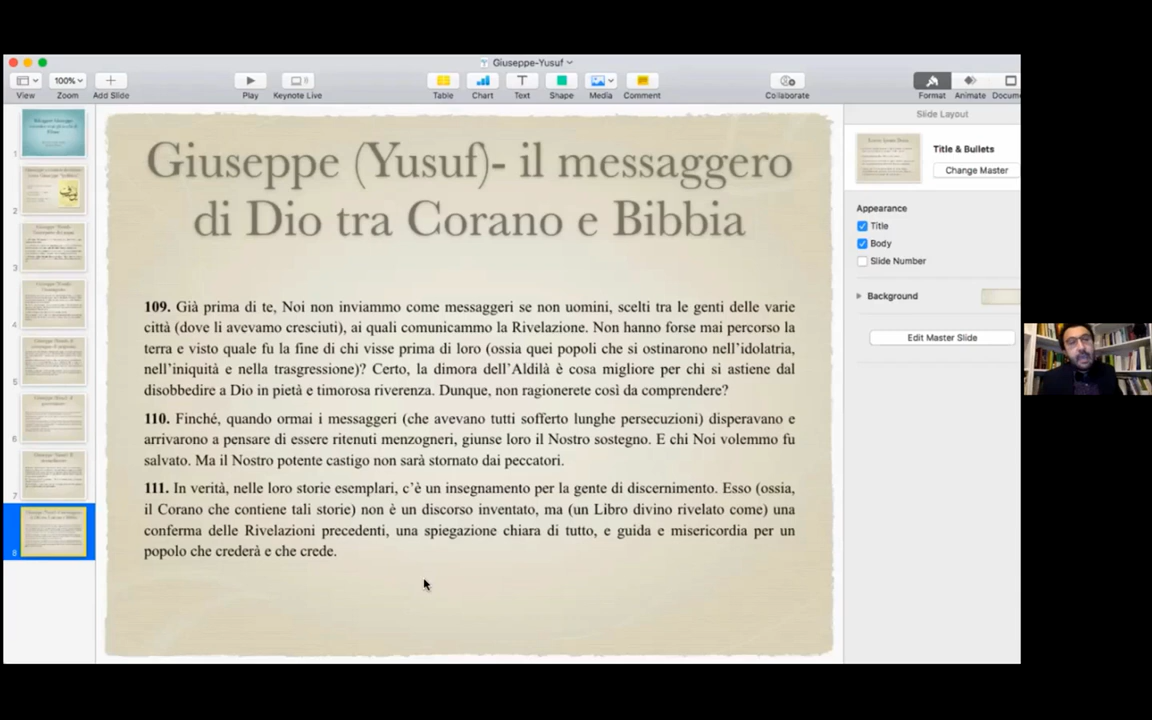 Giuseppe-Yusuf
100%
View
Zoom
Add Slide
Play
Keynote Live
Table
Chart
Text
Shape
Media
Comment
Collaborate
Format
Animate
Docume
Slide Layout
Title & Bullets
Change Master
Appearance
Title
Body
Slide Number
Background
Edit Master Slide
1
2
3
4
5
6
7
8
Giuseppe (Yusuf)- il messaggero
di Dio tra Corano e Bibbia
109. Già prima di te, Noi non inviammo come messaggeri se non uomini, scelti tra le genti delle varie
città (dove li avevamo cresciuti), ai quali comunicammo la Rivelazione. Non hanno forse mai percorso la
terra e visto quale fu la fine di chi visse prima di loro (ossia quei popoli che si ostinarono nell’idolatria,
nell’iniquità e nella trasgressione)? Certo, la dimora dell’Aldilà è cosa migliore per chi si astiene dal
disobbedire a Dio in pietà e timorosa riverenza. Dunque, non ragionerete così da comprendere?
110. Finché, quando ormai i messaggeri (che avevano tutti sofferto lunghe persecuzioni) disperavano e
arrivarono a pensare di essere ritenuti menzogneri, giunse loro il Nostro sostegno. E chi Noi volemmo fu
salvato. Ma il Nostro potente castigo non sarà stornato dai peccatori.
111. In verità, nelle loro storie esemplari, c’è un insegnamento per la gente di discernimento. Esso (ossia,
il Corano che contiene tali storie) non è un discorso inventato, ma (un Libro divino rivelato come) una
conferma delle Rivelazioni precedenti, una spiegazione chiara di tutto, e guida e misericordia per un
popolo che crederà e che crede.